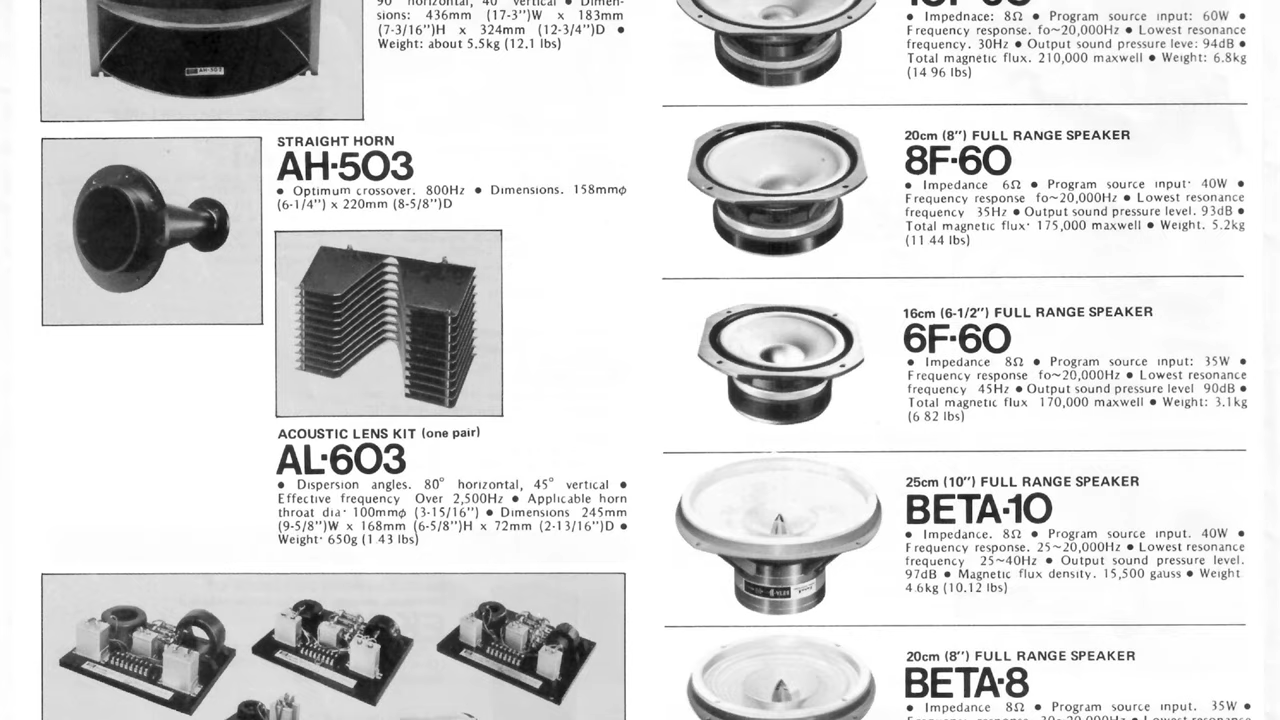 90° horizontal, 40° vertical ● Dimen-
sions: 436mm (17-3")W x 183mm
(7-3/16")H x 324mm (12-3/4")D ●
Weight: about 5.5kg (12.1 lbs)
AH-503
STRAIGHT HORN
AH·503
● Optimum crossover. 800Hz ● Dimensions. 158mmφ
(6-1/4") x 220mm (8-5/8")D
ACOUSTIC LENS KIT (one pair)
AL·603
● Dispersion angles. 80° horizontal, 45° vertical ●
Effective frequency Over 2,500Hz ● Applicable horn
throat dia· 100mmφ (3-15/16") ● Dimensions 245mm
(9-5/8")W x 168mm (6-5/8")H x 72mm (2-13/16")D ●
Weight· 650g (1 43 lbs)
● Impednace: 8Ω ● Program source input: 60W ●
Frequency response. fo~20,000Hz ● Lowest resonance
frequency. 30Hz ● Output sound pressure leve: 94dB ●
Total magnetic flux. 210,000 maxwell ● Weight: 6.8kg
(14 96 lbs)
20cm (8") FULL RANGE SPEAKER
8F·60
● Impedance 6Ω ● Program source input· 40W ●
Frequency response fo~20,000Hz ● Lowest resonance
frequency 35Hz ● Output sound pressure level. 93dB ●
Total magnetic flux· 175,000 maxwell ● Weight. 5.2kg
(11 44 lbs)
16cm (6-1/2") FULL RANGE SPEAKER
6F·60
● Impedance 8Ω ● Program source input: 35W ●
Frequency response fo~20,000Hz ● Lowest resonance
frequency 45Hz ● Output sound pressure level 90dB ●
Total magnetic flux 170,000 maxwell ● Weight: 3.1kg
(6 82 lbs)
25cm (10") FULL RANGE SPEAKER
BETA·10
● Impedance. 8Ω ● Program source input. 40W ●
Frequency response. 25~20,000Hz ● Lowest resonance
frequency 25~40Hz ● Output sound pressure level.
97dB ● Magnetic flux density. 15,500 gauss ● Weight
4.6kg (10.12 lbs)
20cm (8") FULL RANGE SPEAKER
BETA·8
● Impedance 8Ω ● Program source input. 35W ●